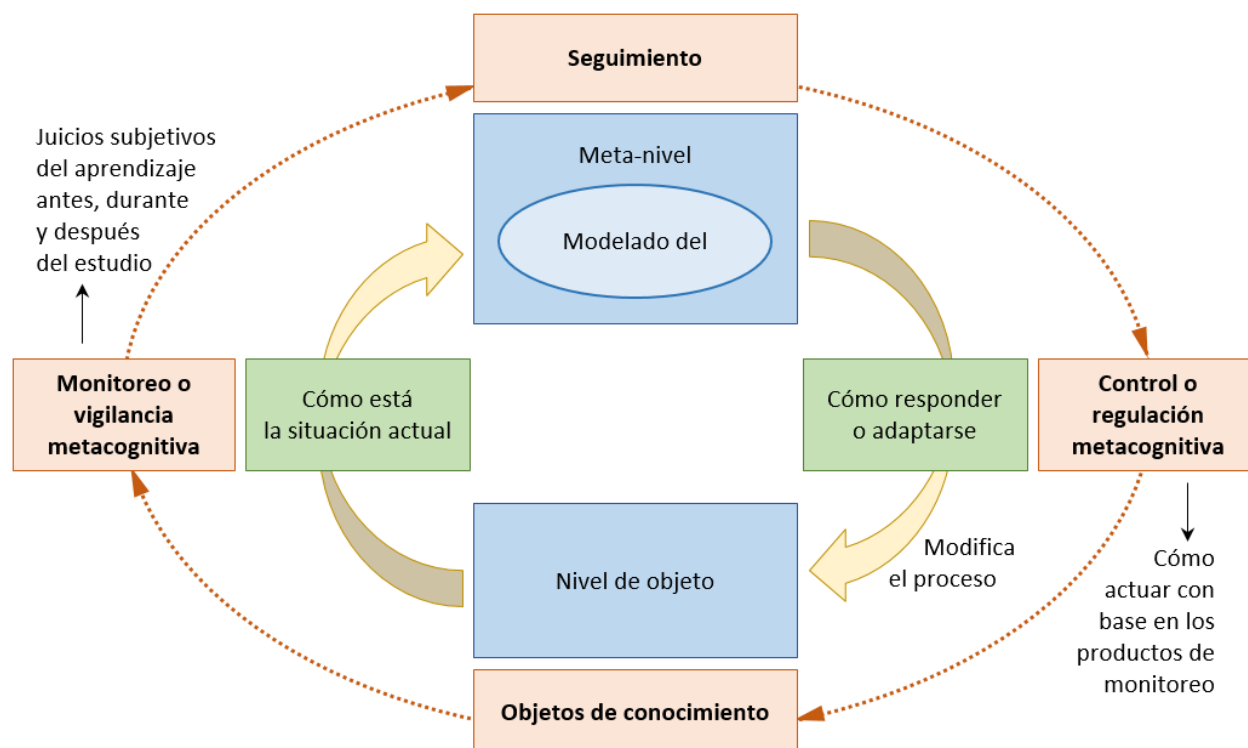 Seguimiento
Juicios subjetivos
del aprendizaje
antes, durante
y después
del estudio
Meta-nivel
Modelado del
Monitoreo o
vigilancia
metacognitiva
Cómo está
la situación actual
Cómo responder
o adaptarse
Control o
regulación
metacognitiva
Nivel de objeto
Modifica
el proceso
Cómo
actuar con
base en los
productos de
monitoreo
Objetos de conocimiento